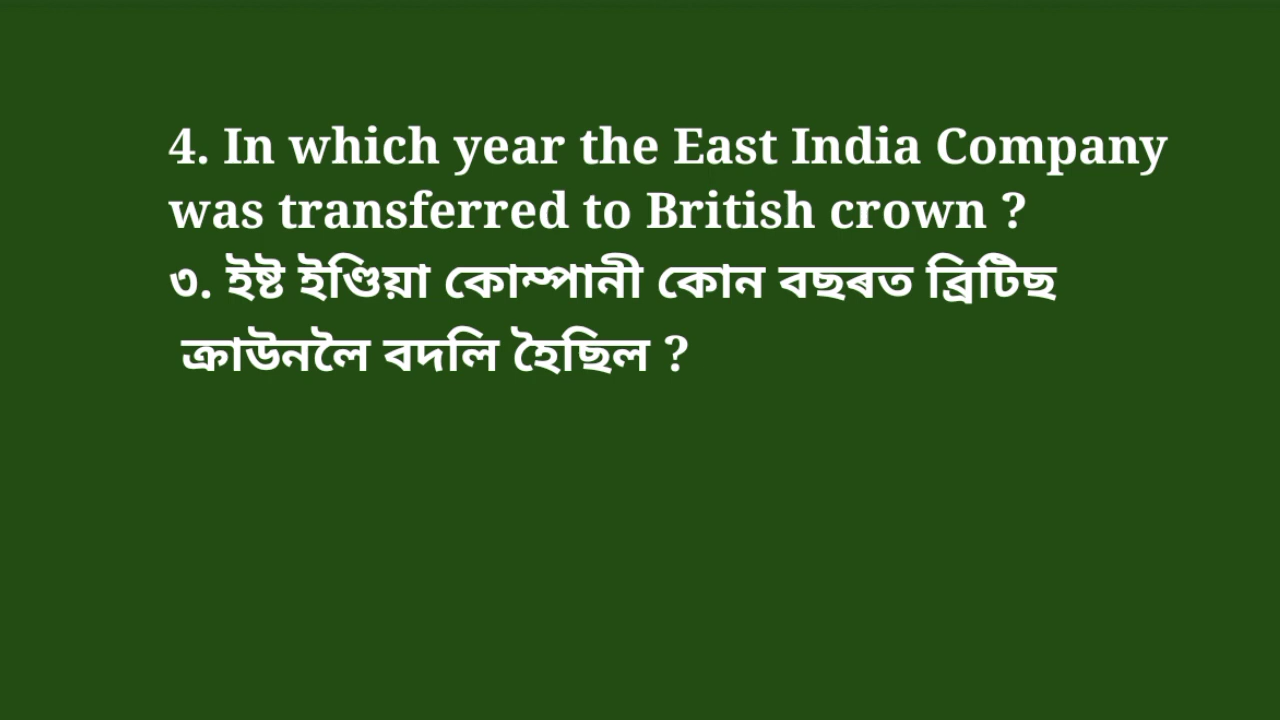 4. In which year the East India Company
was transferred to British crown ?
৩. ইষ্ট ইণ্ডিয়া কোম্পানী কোন বছৰত ব্ৰিটিছ
ক্ৰাউনলৈ বদলি হৈছিল ?